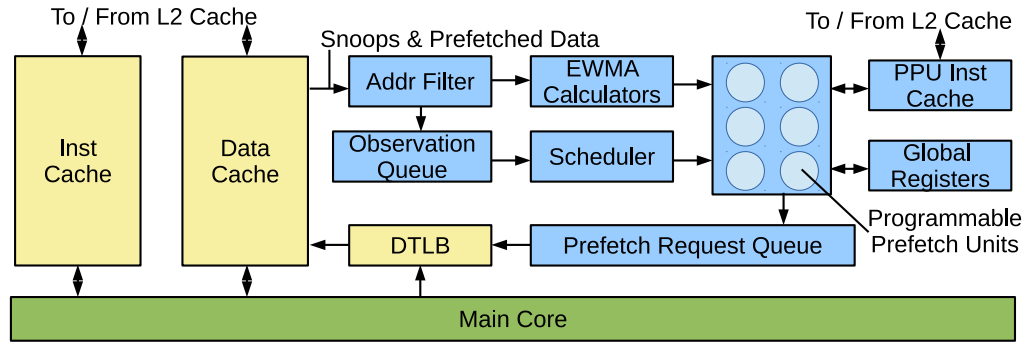 To / From L2 Cache
To / From L2 Cache
Snoops & Prefetched Data
Inst
Cache
Data
Cache
Addr Filter
EWMA
Calculators
PPU Inst
Cache
Observation
Queue
Scheduler
Global
Registers
Programmable
Prefetch Units
DTLB
Prefetch Request Queue
Main Core